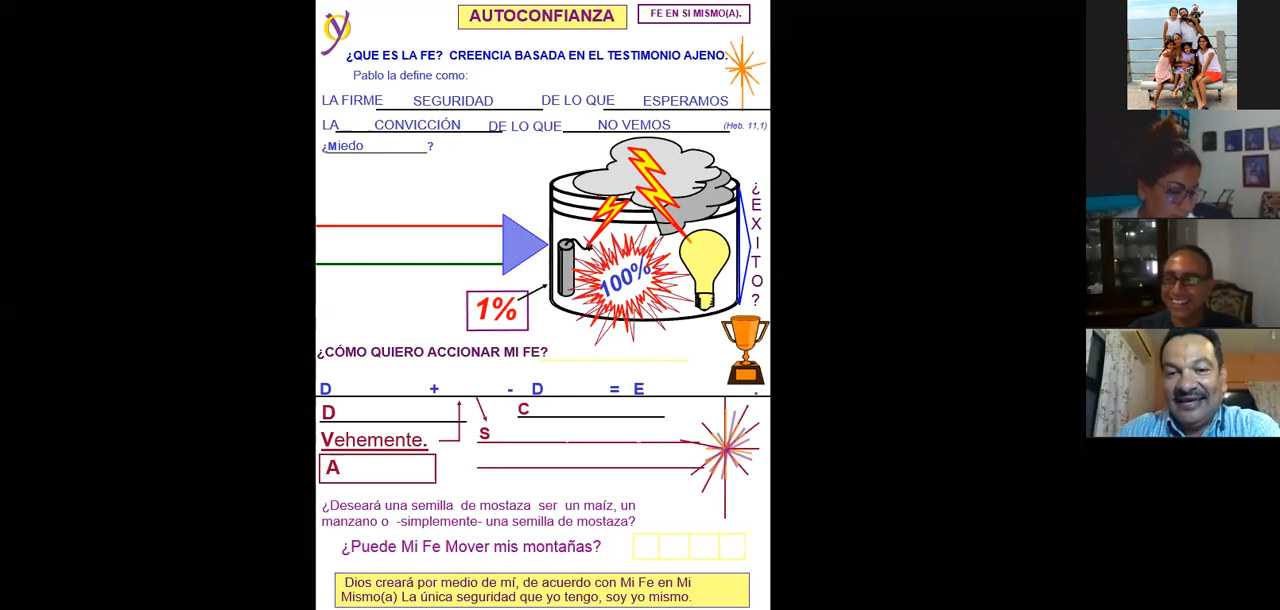 y
AUTOCONFIANZA
FE EN SI MISMO(A).
¿QUE ES LA FE? CREENCIA BASADA EN EL TESTIMONIO AJENO.
Pablo la define como:
LA FIRME SEGURIDAD DE LO QUE ESPERAMOS
LA__ CONVICCIÓN DE LO QUE NO VEMOS (Heb. 11,1)
¿Miedo_________?
¿EXITO?
100%
1%
¿CÓMO QUIERO ACCIONAR MI FE?
D + - D = E .
D
C
Vehemente.
S
A
¿Deseará una semilla de mostaza ser un maíz, un
manzano o -simplemente- una semilla de mostaza?
¿Puede Mi Fe Mover mis montañas?
Dios creará por medio de mí, de acuerdo con Mi Fe en Mi
Mismo(a) La única seguridad que yo tengo, soy yo mismo.